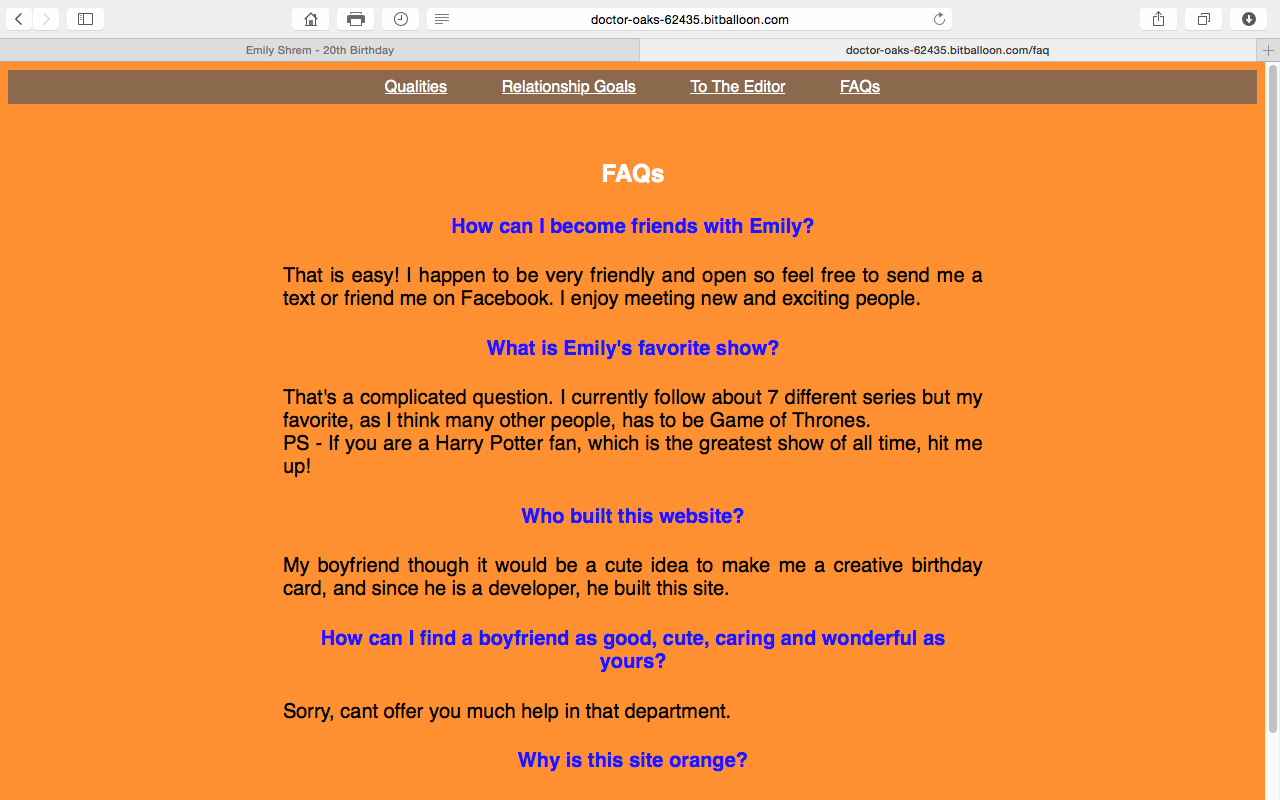 doctor-oaks-62435.bitballoon.com
Emily Shrem - 20th Birthday
doctor-oaks-62435.bitballoon.com/faq
Qualities
Relationship Goals
To The Editor
FAQs
FAQs
How can I become friends with Emily?
That is easy! I happen to be very friendly and open so feel free to send me a
text or friend me on Facebook. I enjoy meeting new and exciting people.
What is Emily's favorite show?
That's a complicated question. I currently follow about 7 different series but my
favorite, as I think many other people, has to be Game of Thrones.
PS - If you are a Harry Potter fan, which is the greatest show of all time, hit me
up!
Who built this website?
My boyfriend though it would be a cute idea to make me a creative birthday
card, and since he is a developer, he built this site.
How can I find a boyfriend as good, cute, caring and wonderful as
yours?
Sorry, cant offer you much help in that department.
Why is this site orange?